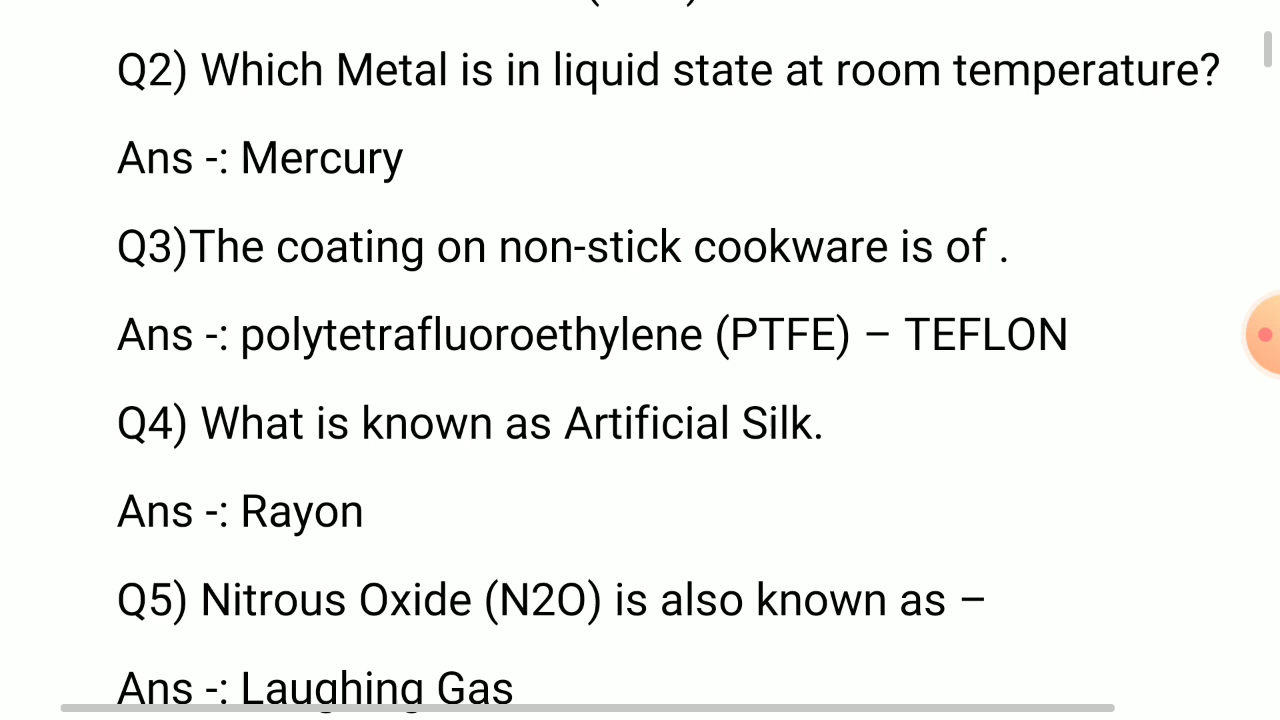 Q2) Which Metal is in liquid state at room temperature?
Ans -: Mercury
Q3)The coating on non-stick cookware is of .
Ans -: polytetrafluoroethylene (PTFE) – TEFLON
Q4) What is known as Artificial Silk.
Ans -: Rayon
Q5) Nitrous Oxide (N2O) is also known as –
Ans -: Laughing Gas